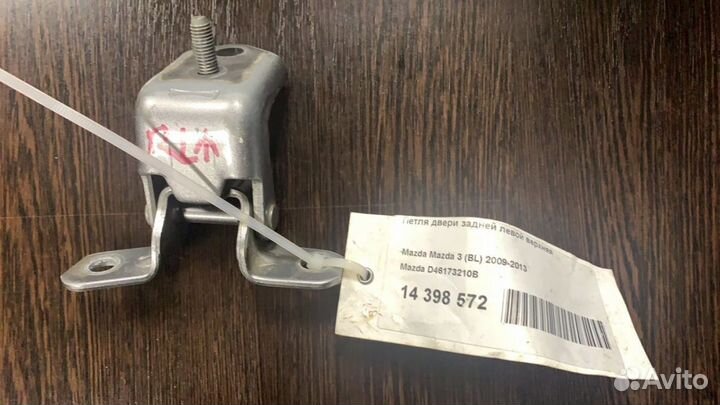 Петля двери задней левой верхняя
Mazda Mazda 3 (BL) 2009-2013
Mazda D46173210B
14 398 572
Avito